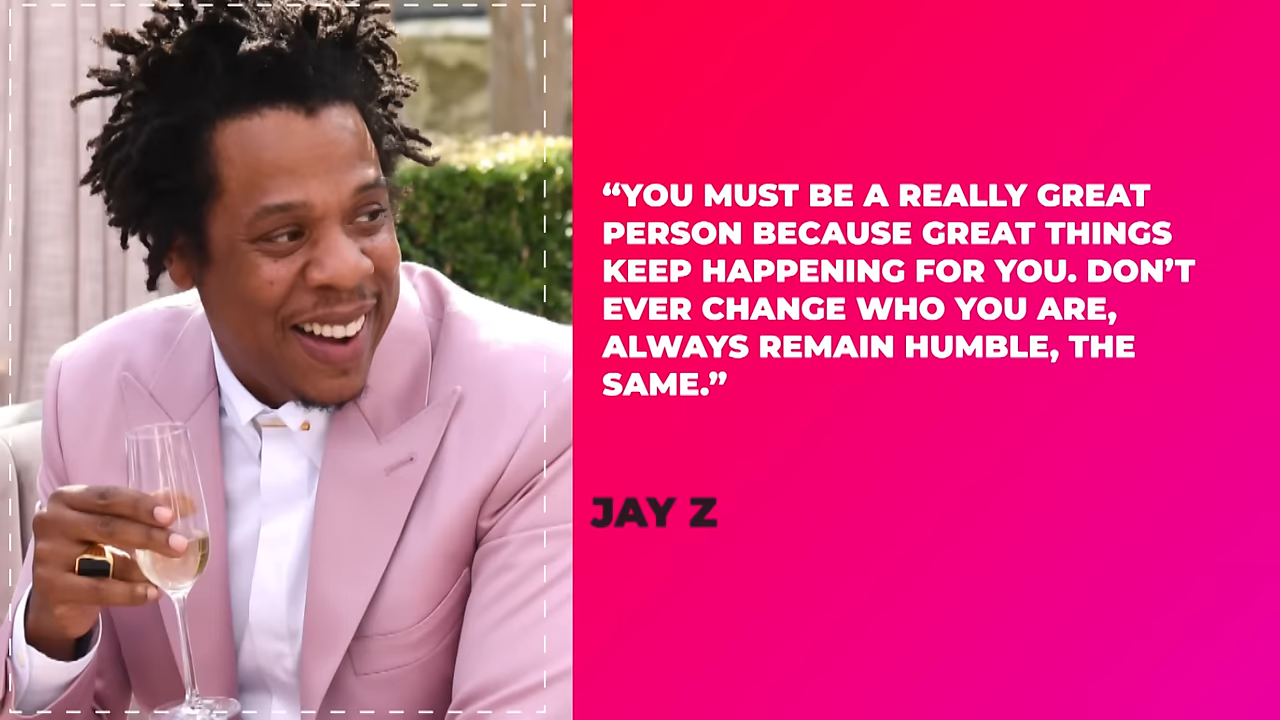 “YOU MUST BE A REALLY GREAT
PERSON BECAUSE GREAT THINGS
KEEP HAPPENING FOR YOU. DON’T
EVER CHANGE WHO YOU ARE,
ALWAYS REMAIN HUMBLE, THE
SAME.”
JAY Z